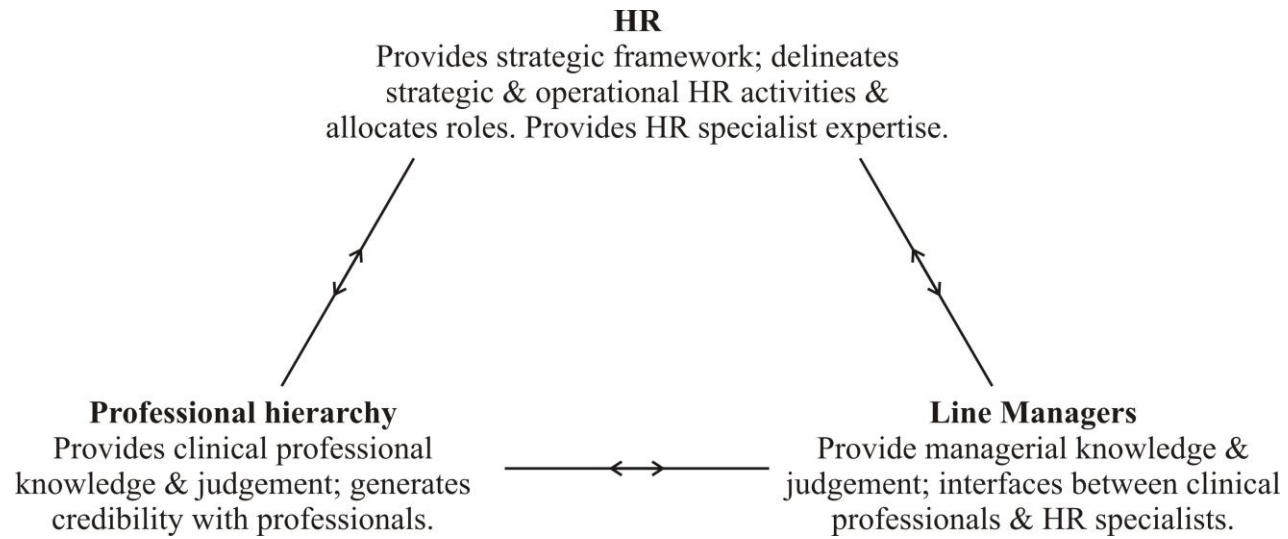 HR
Provides strategic framework; delineates
strategic & operational HR activities &
allocates roles. Provides HR specialist expertise.
Professional hierarchy
Provides clinical professional
knowledge & judgement; generates
credibility with professionals.
Line Managers
Provide managerial knowledge &
judgement; interfaces between clinical
professionals & HR specialists.